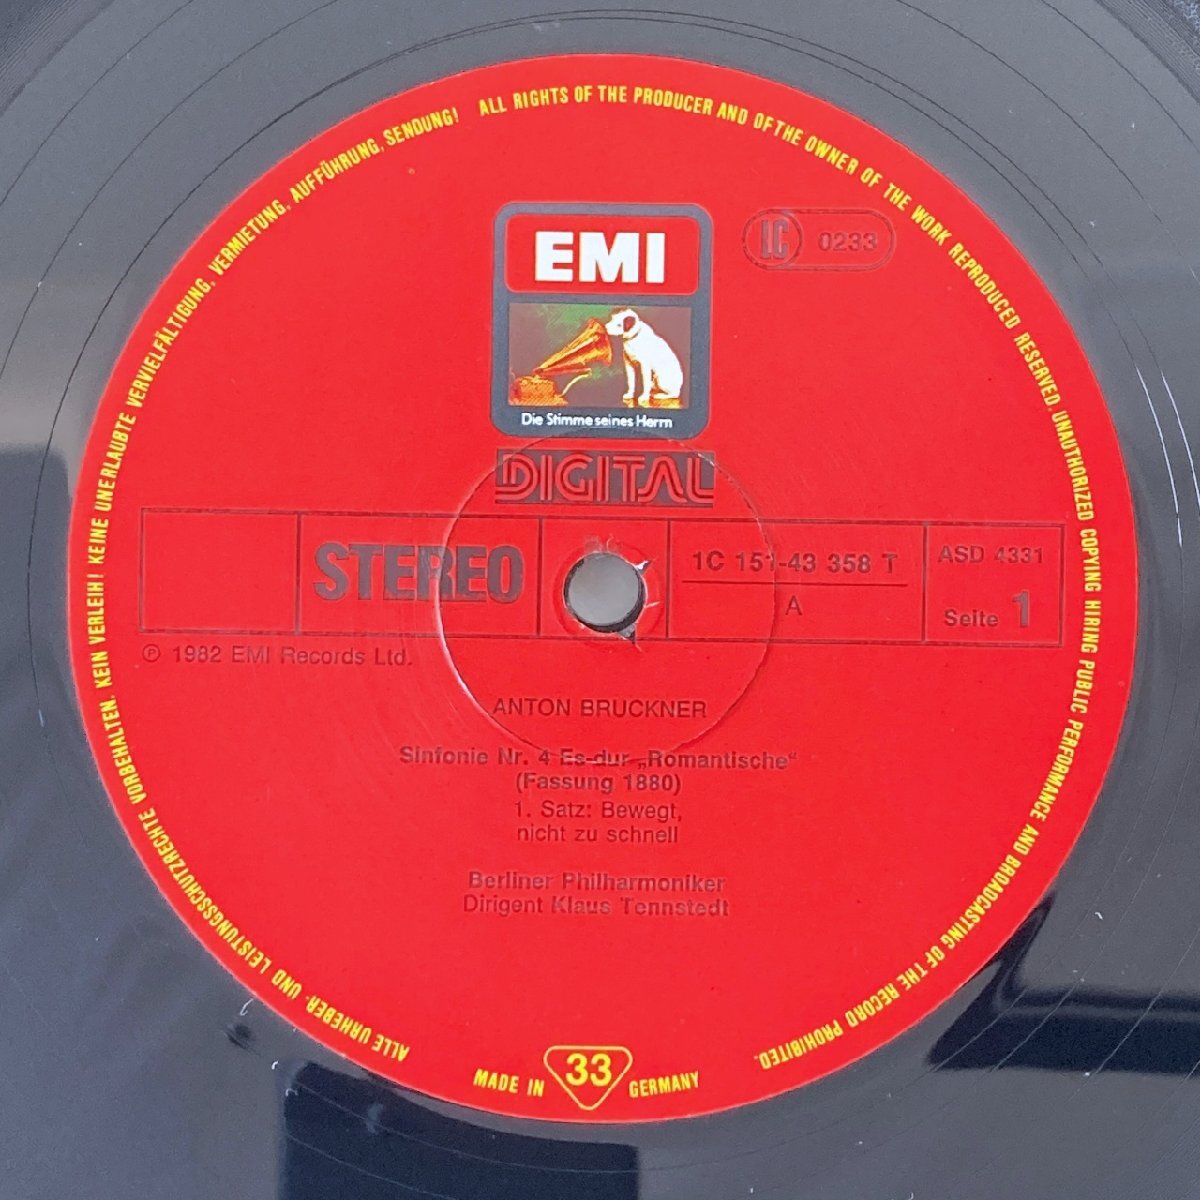 ALLE URHEBER- UND LEISTUNGSSCHUTZRECHTE VORBEHALTEN. KEIN VERLEIH! KEINE UNERLAUBTE VERVIELFÄLTIGUNG, VERMIETUNG, AUFFÜHRUNG, SENDUNG!
ALL RIGHTS OF THE PRODUCER AND OF THE OWNER OF THE WORK REPRODUCED RESERVED. UNAUTHORIZED COPYING HIRING PUBLIC PERFORMANCE AND BROADCASTING OF THE RECORD PROHIBITED.
EMI
LC 0233
Die Stimme seines Herrn
DIGITAL
STEREO
1C 151-43 358 T
A
ASD 4331
Seite 1
℗ 1982 EMI Records Ltd.
ANTON BRUCKNER
Sinfonie Nr. 4 Es-dur „Romantische“
(Fassung 1880)
1. Satz: Bewegt,
nicht zu schnell
Berliner Philharmoniker
Dirigent Klaus Tennstedt
MADE IN 33 GERMANY